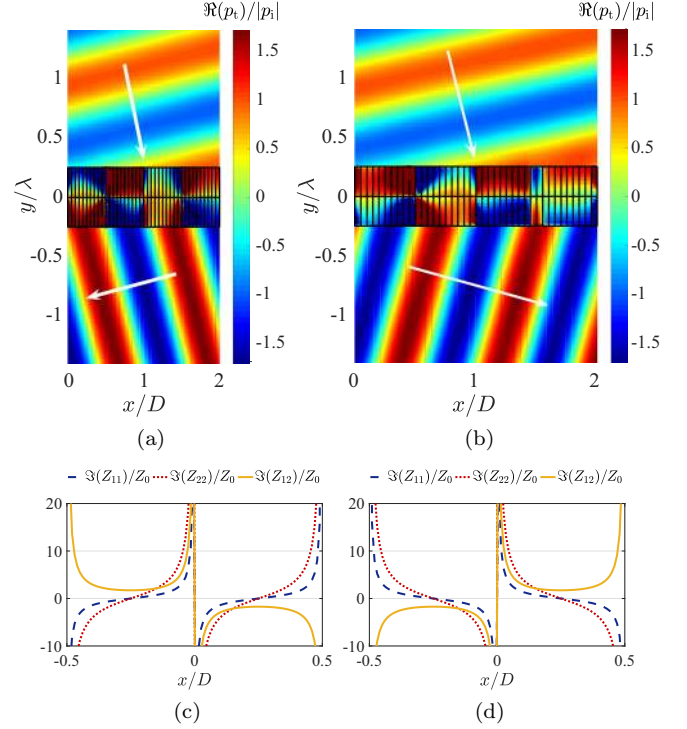 ℜ(p_t)/|p_i| ℜ(p_t)/|p_i|
1.5 1.5
1 1 1 1
0.5 0.5 0.5 0.5
y/λ y/λ
0 0 0 0
-0.5 -0.5 -0.5 -0.5
-1 -1 -1 -1
-1.5 -1.5
0 1 2 0 1 2
x/D x/D
(a) (b)
ℑ(Z_11)/Z_0 ℑ(Z_22)/Z_0 ℑ(Z_12)/Z_0 ℑ(Z_11)/Z_0 ℑ(Z_22)/Z_0 ℑ(Z_12)/Z_0
20 20
10 10
0 0
-10 -10
-0.5 0 0.5 -0.5 0 0.5
x/D x/D
(c) (d)